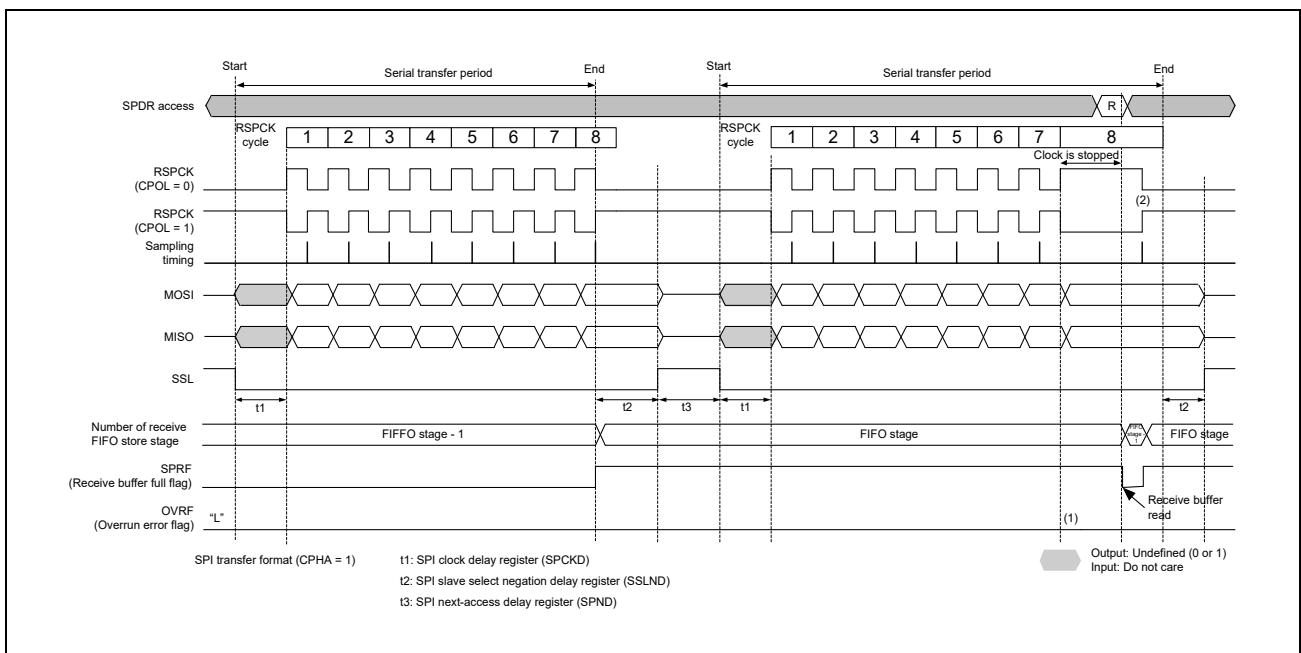 Start
Serial transfer period
End
Start
Serial transfer period
End
SPDR access
R
RSPCK
cycle
1 2 3 4 5 6 7 8
RSPCK
cycle
1 2 3 4 5 6 7 8
Clock is stopped
RSPCK
(CPOL = 0)
(2)
RSPCK
(CPOL = 1)
Sampling
timing
MOSI
MISO
SSL
t1
t2
t3
t1
t2
Number of receive
FIFO store stage
FIFFO stage - 1
FIFO stage
FIFO
stage -
1
FIFO stage
SPRF
(Receive buffer full flag)
Receive buffer
read
OVRF
(Overrun error flag)
"L"
(1)
SPI transfer format (CPHA = 1)
t1: SPI clock delay register (SPCKD)
t2: SPI slave select negation delay register (SSLND)
t3: SPI next-access delay register (SPND)
Output: Undefined (0 or 1)
Input: Do not care